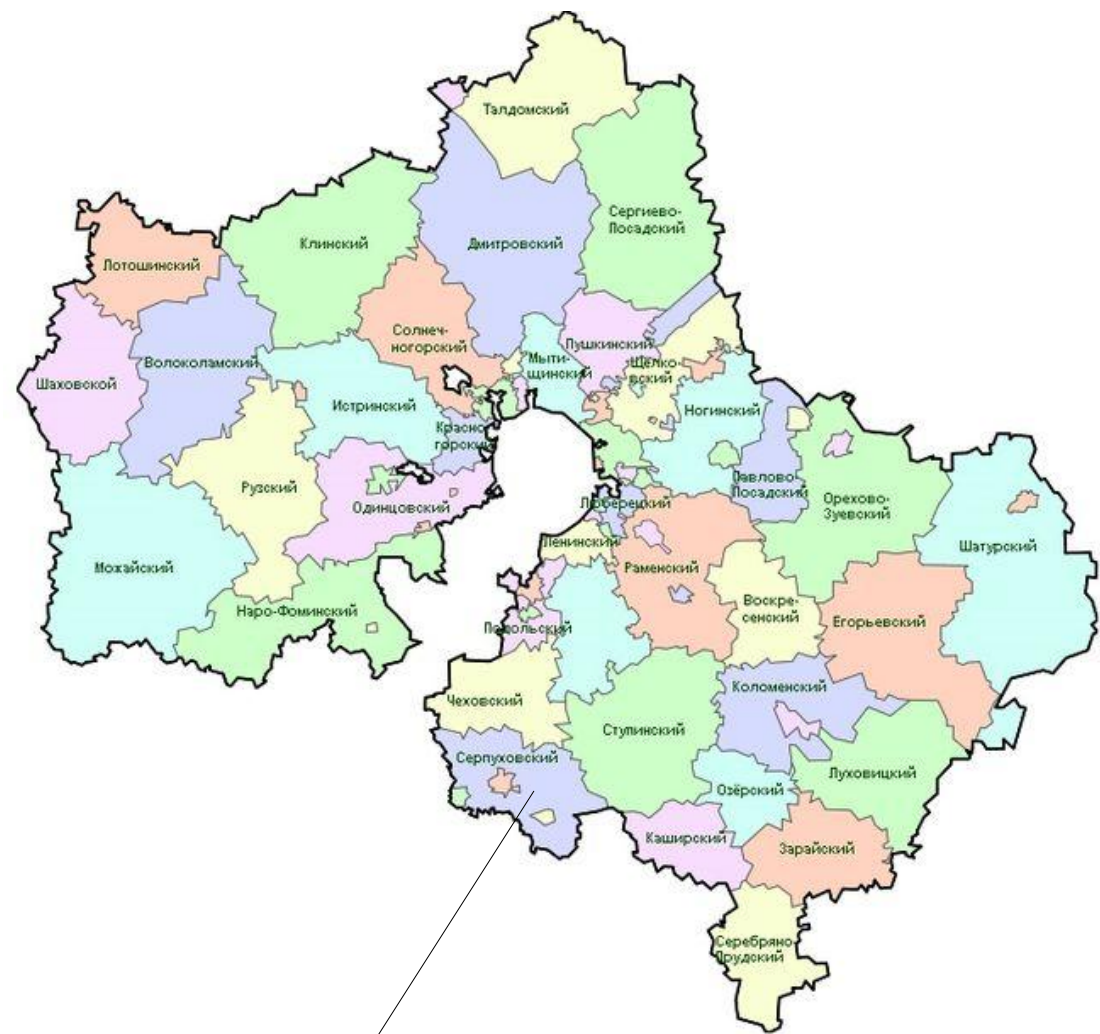 Талдомский
Сергиево-
Посадский
Клинский
Дмитровский
Лотошинский
Солнеч-
ногорский
Пушкинский
Мыти-
щинский
Щёлко-
вский
Волоколамский
Шаховской
Истринский
Ногинский
Красно
горский
Павлово-
Посадский
Орехово-
Зуевский
Рузский
Одинцовский
Люберецкий
Ленинский
Шатурский
Можайский
Раменский
Воскре-
сенский
Егорьевский
Наро-Фоминский
Подольский
Коломенский
Чеховский
Ступинский
Серпуховский
Луховицкий
Озёрский
Каширский
Зарайский
Серебряно-
Прудский